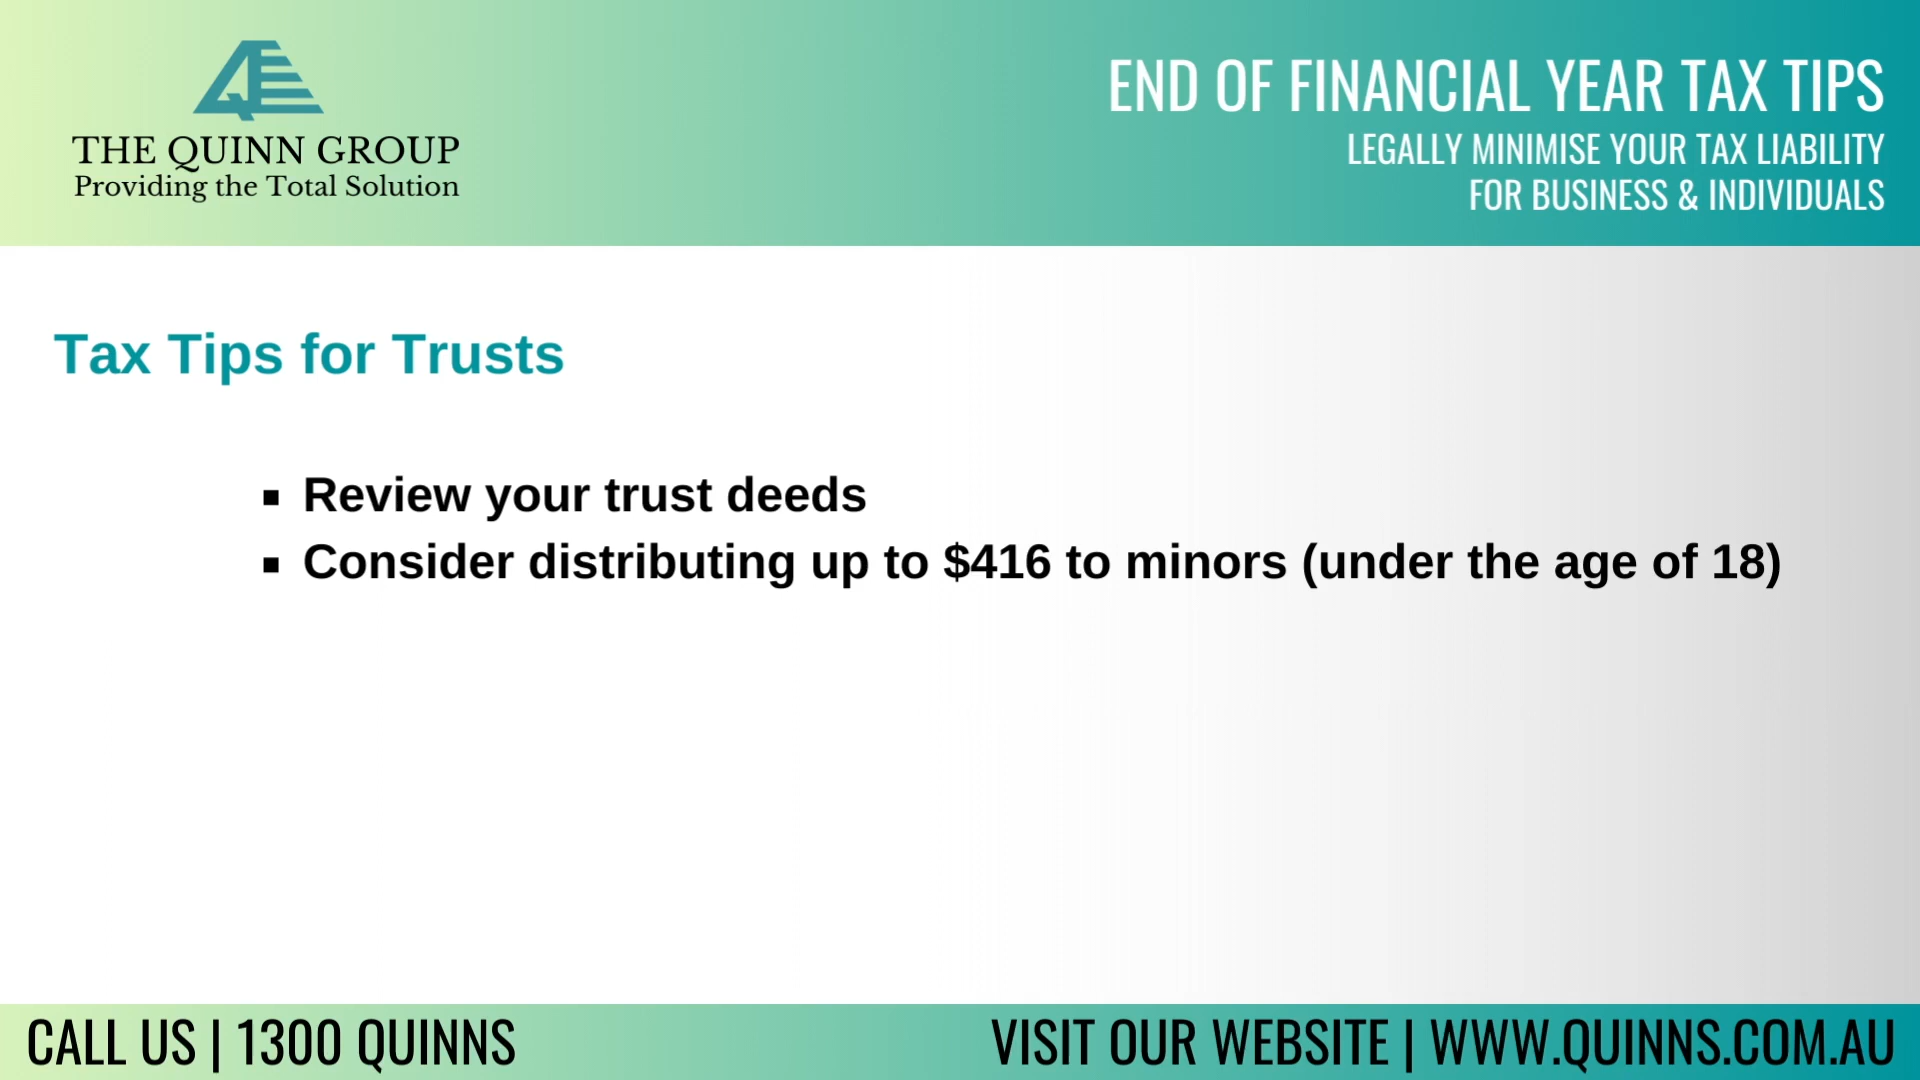 THE QUINN GROUP
Providing the Total Solution
END OF FINANCIAL YEAR TAX TIPS
LEGALLY MINIMISE YOUR TAX LIABILITY
FOR BUSINESS & INDIVIDUALS
Tax Tips for Trusts
▪ Review your trust deeds
▪ Consider distributing up to $416 to minors (under the age of 18)
CALL US | 1300 QUINNS
VISIT OUR WEBSITE | WWW.QUINNS.COM.AU